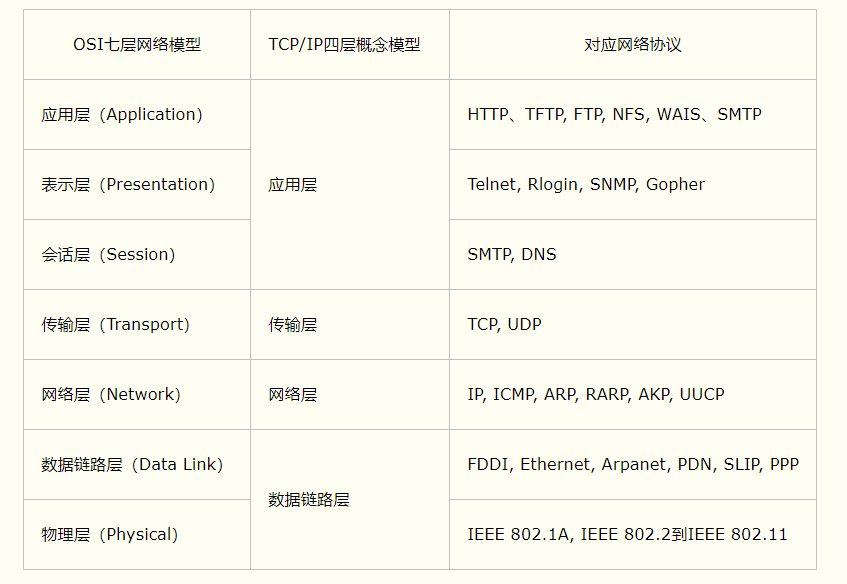 OSI七层网络模型 TCP/IP四层概念模型 对应网络协议
应用层（Application） HTTP、TFTP, FTP, NFS, WAIS、SMTP
表示层（Presentation） 应用层 Telnet, Rlogin, SNMP, Gopher
会话层（Session） SMTP, DNS
传输层（Transport） 传输层 TCP, UDP
网络层（Network） 网络层 IP, ICMP, ARP, RARP, AKP, UUCP
数据链路层（Data Link） FDDI, Ethernet, Arpanet, PDN, SLIP, PPP
数据链路层
物理层（Physical） IEEE 802.1A, IEEE 802.2到IEEE 802.11